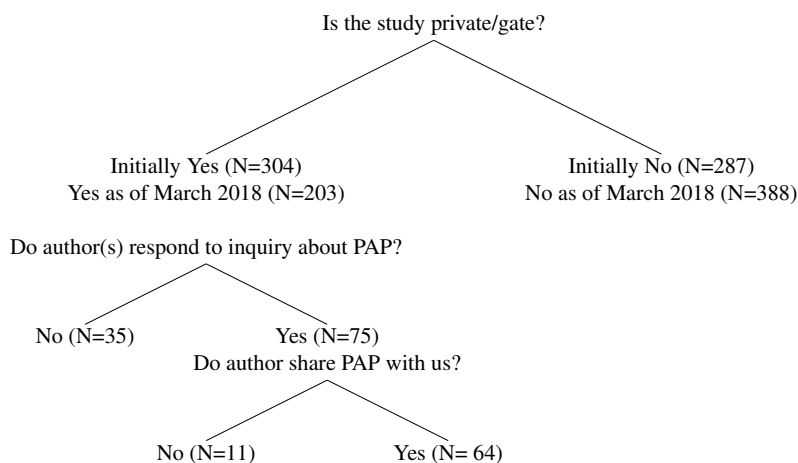 Is the study private/gate?
Initially Yes (N=304)
Yes as of March 2018 (N=203)
Initially No (N=287)
No as of March 2018 (N=388)
Do author(s) respond to inquiry about PAP?
No (N=35)
Yes (N=75)
Do author share PAP with us?
No (N=11)
Yes (N= 64)